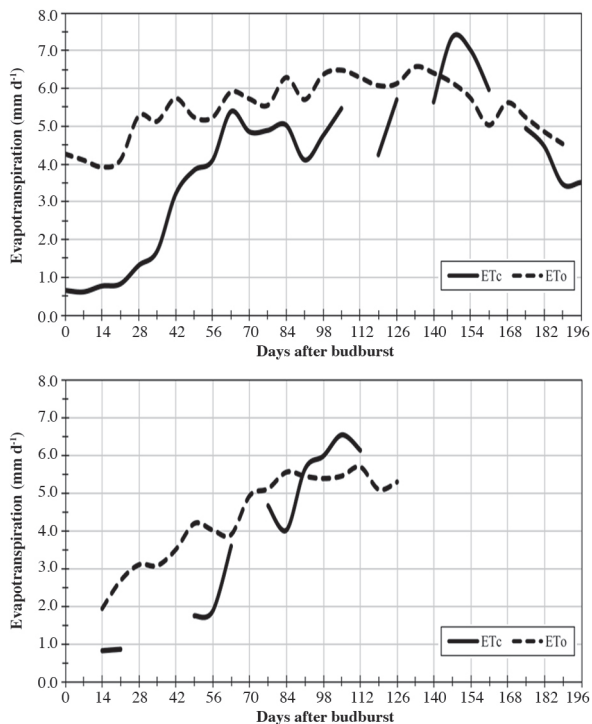 8.0
7.0
6.0
5.0
4.0
3.0
2.0
1.0
0.0
Evapotranspiration (mm d-1)
ETc ETo
0 14 28 42 56 70 84 98 112 126 140 154 168 182 196
Days after budburst
8.0
7.0
6.0
5.0
4.0
3.0
2.0
1.0
0.0
Evapotranspiration (mm d-1)
ETc ETo
0 14 28 42 56 70 84 98 112 126 140 154 168 182 196
Days after budburst